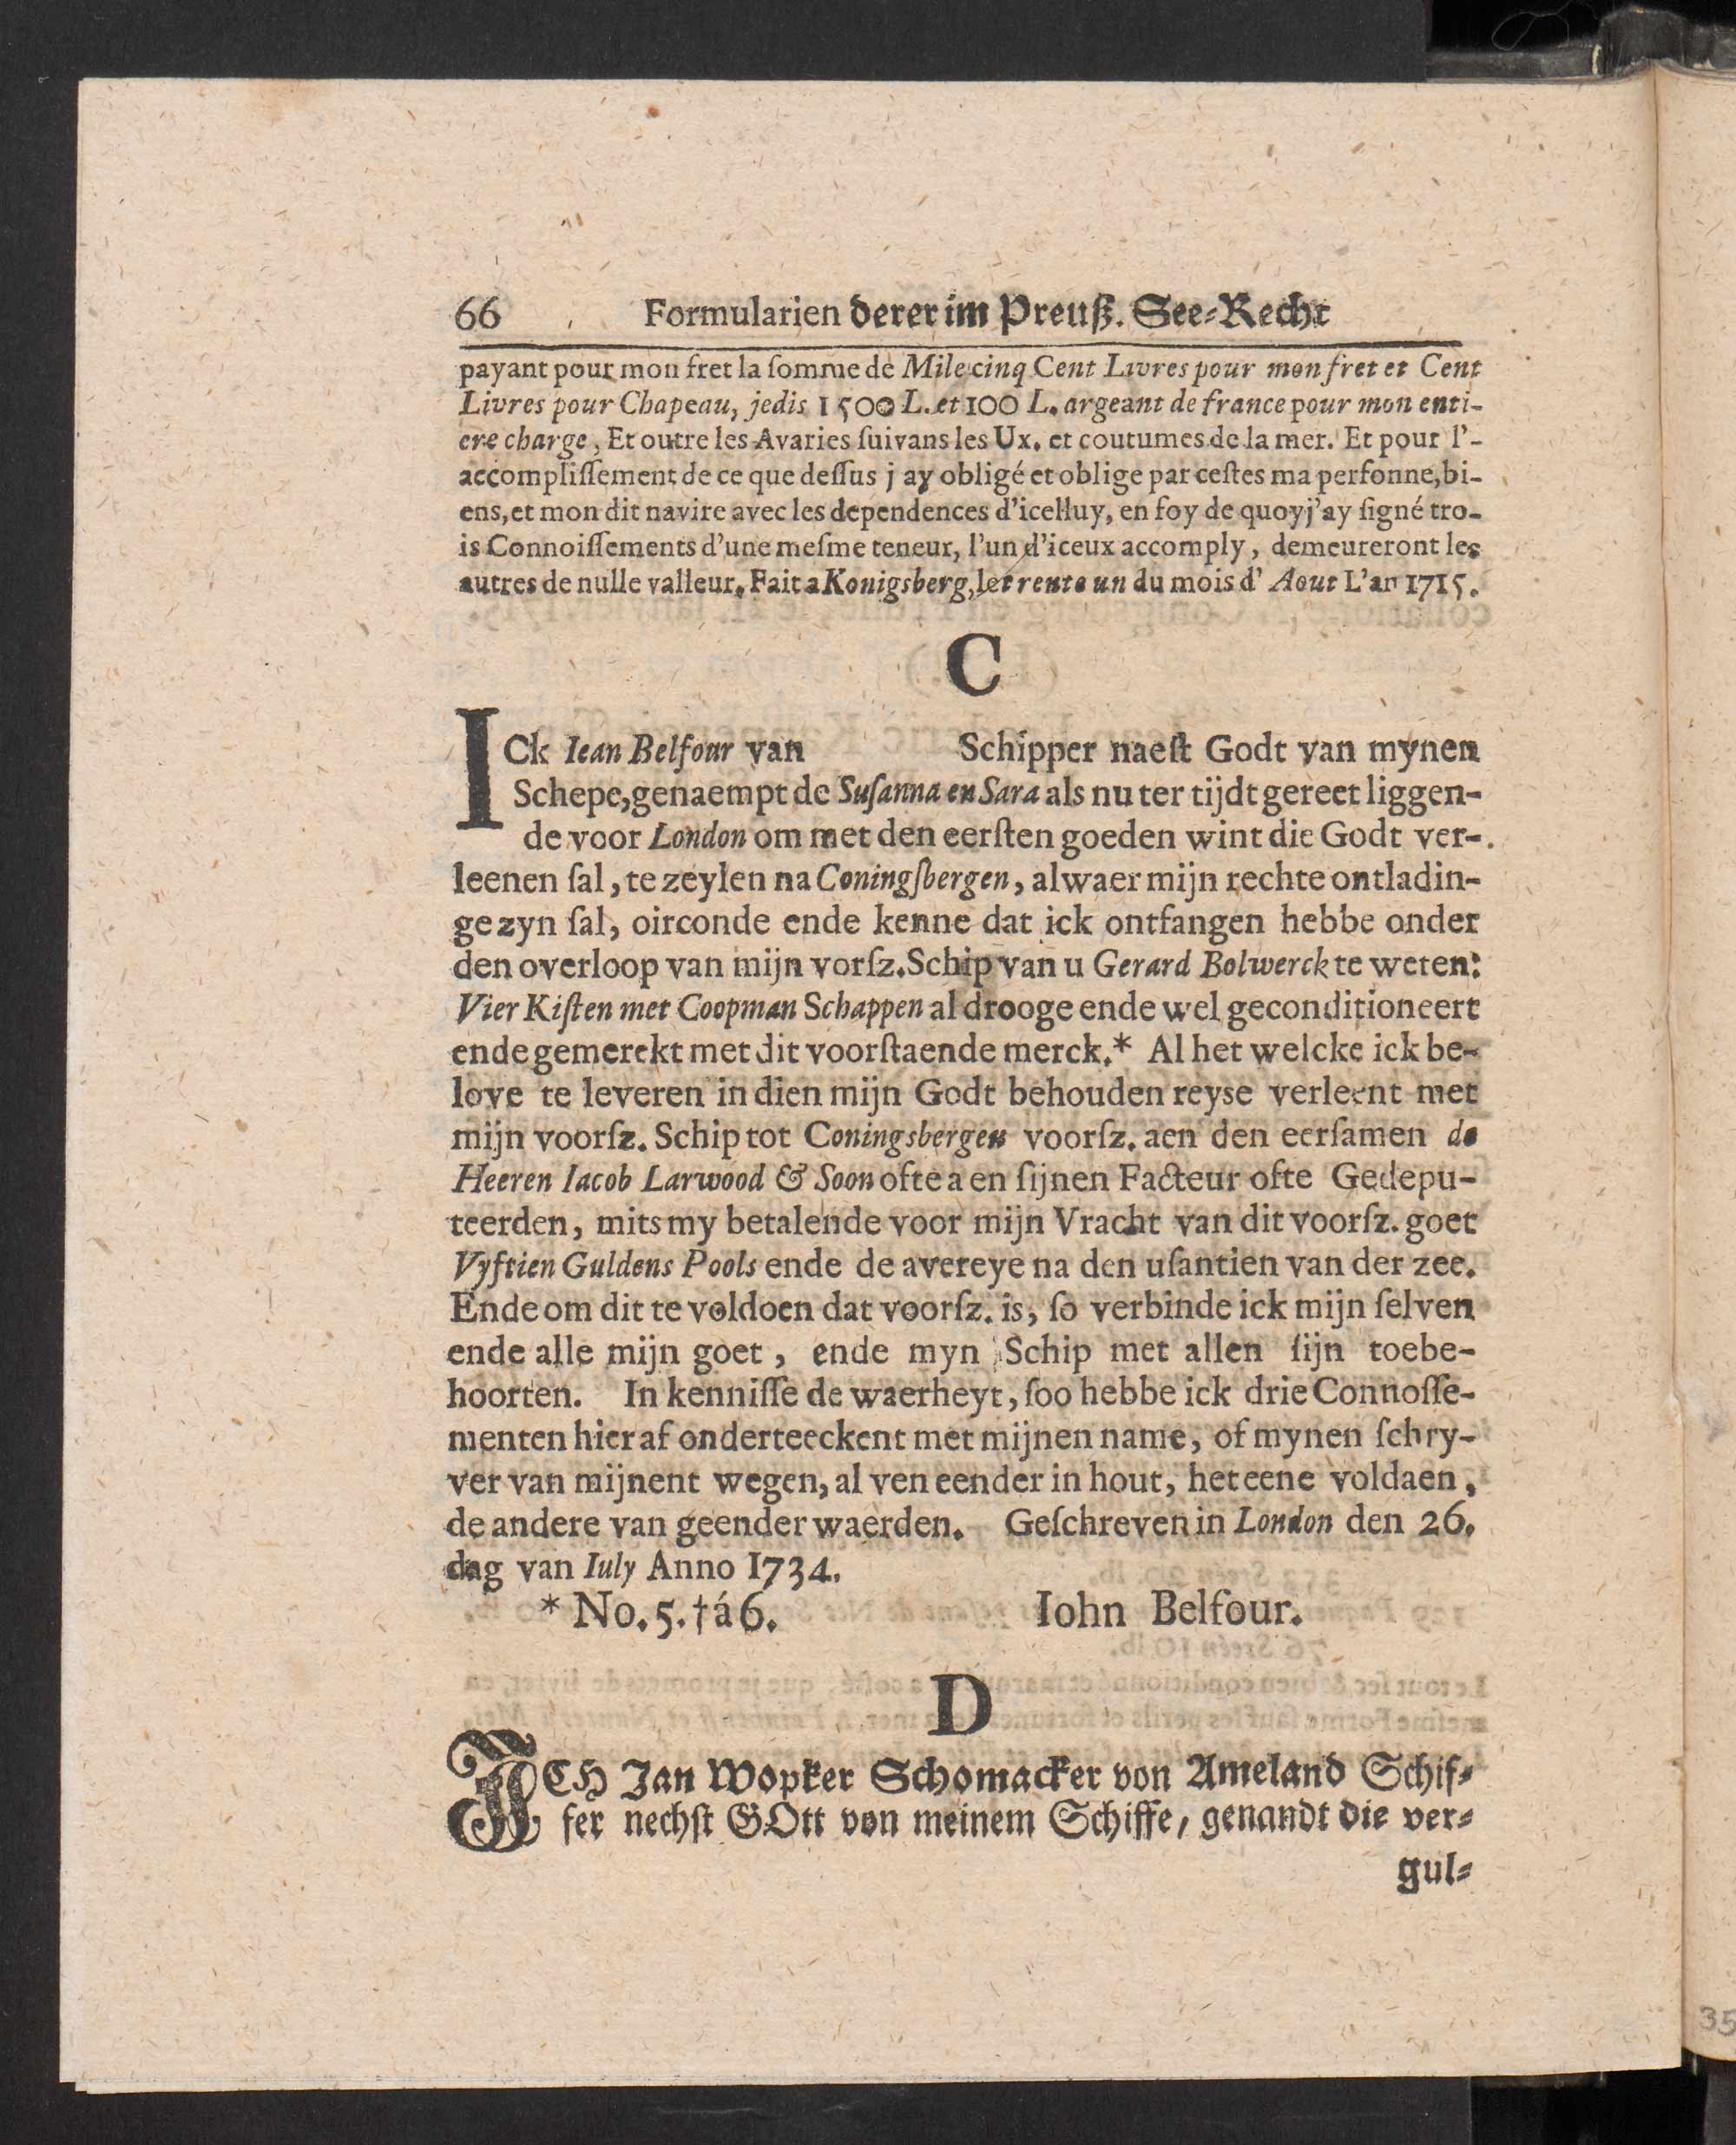 66 Formularien derer im Preuß. See-Recht
payant pour mon fret la ſomme de Mile cinq Cent Livres pour mon fret et Cent
Livres pour Chapeau, jedis 1500 L. et 100 L. argeant de france pour mon enti-
ere charge, Et outre les Avaries ſuivans les Ux. et coutumes de la mer. Et pour l'-
accompliſſement de ce que deſſus j ay obligé et oblige par ceſtes ma perſonne, bi-
ens, et mon dit navire avec les dependences d'icelluy, en foy de quoy j'ay ſigné tro-
is Connoiſſements d'une meſme teneur, l'un d'iceux accomply, demeureront les
autres de nulle valleur. Fait a Konigsberg, le trente un du mois d' Aout L'an 1715.
C
ICk Iean Belfour van Schipper naeſt Godt van mynen
Schepe, genaempt de Suſanna en Sara als nu ter tijdt gereet liggen-
de voor London om met den eerſten goeden wint die Godt ver-
leenen ſal, te zeylen na Coningſbergen, alwaer mijn rechte ontladin-
ge zyn ſal, oirconde ende kenne dat ick ontfangen hebbe onder
den overloop van mijn vorſz. Schip van u Gerard Bolwerck te weten:
Vier Kiſten met Coopman Schappen al drooge ende wel geconditioneert
ende gemerckt met dit voorſtaende merck.* Al het welcke ick be-
love te leveren in dien mijn Godt behouden reyse verleent met
mijn voorſz. Schip tot Coningsbergen voorſz. aen den eerſamen de
Heeren Iacob Larwood & Soon ofte a en ſijnen Facteur ofte Gedepu-
teerden, mits my betalende voor mijn Vracht van dit voorſz. goet
Vyftien Guldens Pools ende de avereye na den uſantien van der zee.
Ende om dit te voldoen dat voorſz. is, ſo verbinde ick mijn ſelven
ende alle mijn goet, ende myn Schip met allen ſijn toebe-
hoorten. In kenniſſe de waerheyt, ſoo hebbe ick drie Connoſſe-
menten hier af onderteeckent met mijnen name, of mynen ſchry-
ver van mijnent wegen, al ven eender in hout, het eene voldaen,
de andere van geender waerden. Geſchreven in London den 26.
dag van Iuly Anno 1734.
* No. 5. † á 6. Iohn Belfour.
D
ICH Jan Wopker Schomacker von Ameland Schif-
fer nechſt GOtt von meinem Schiffe, genandt die ver-
gul-
35